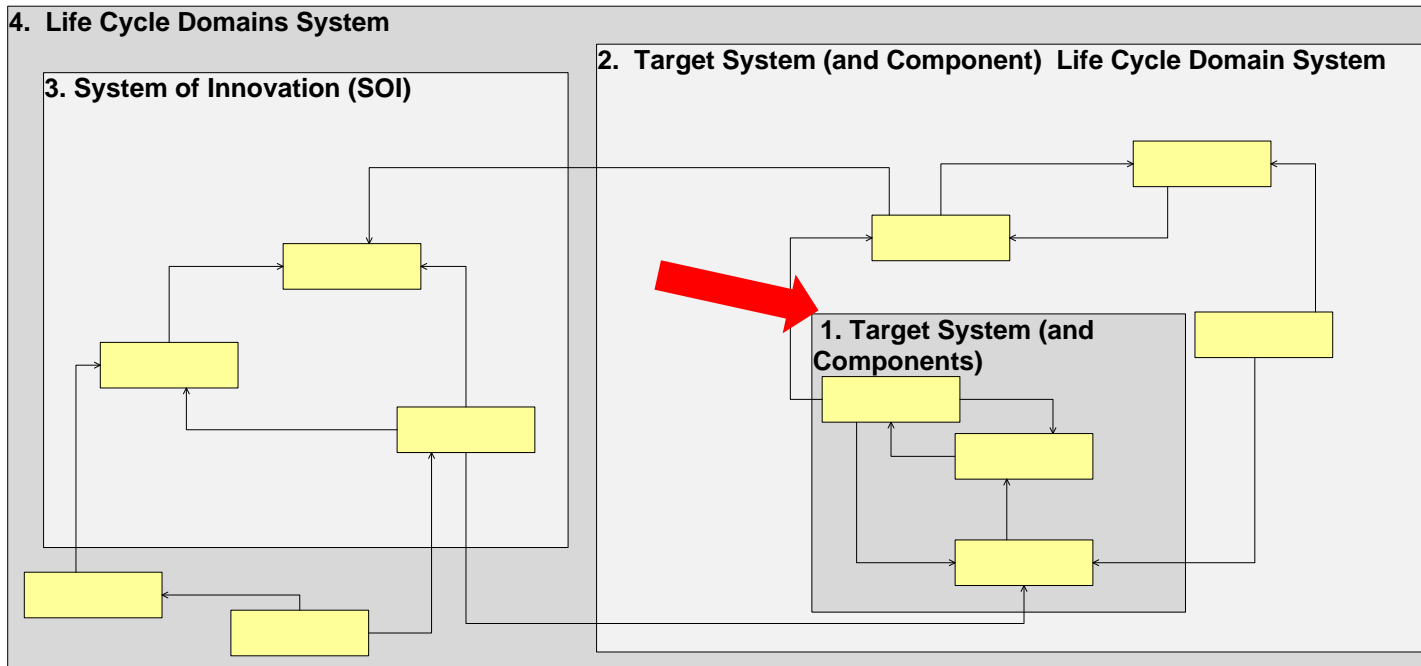 4. Life Cycle Domains System
2. Target System (and Component) Life Cycle Domain System
3. System of Innovation (SOI)
1. Target System (and
Components)